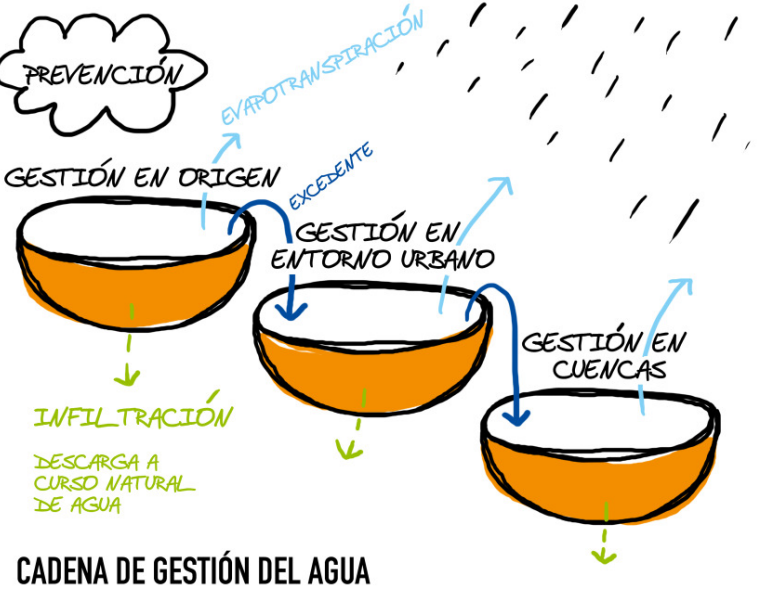 PREVENCIÓN
EVAPOTRANSPIRACIÓN
GESTIÓN EN ORIGEN
EXCEDENTE
GESTIÓN EN
ENTORNO URBANO
GESTIÓN EN
CUENCAS
INFILTRACIÓN
DESCARGA A
CURSO NATURAL
DE AGUA
CADENA DE GESTIÓN DEL AGUA